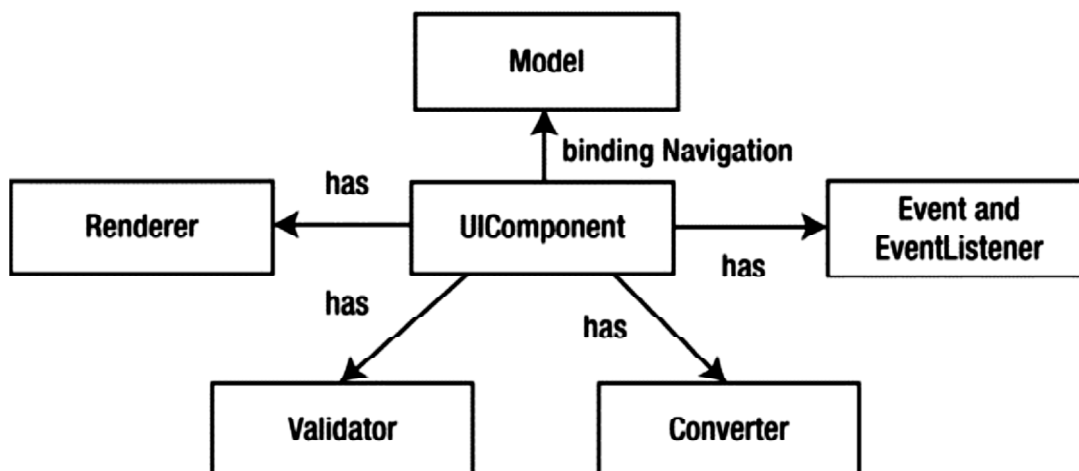 Model
binding Navigation
has
Renderer
UIComponent
Event and
EventListener
has
has
has
Validator
Converter